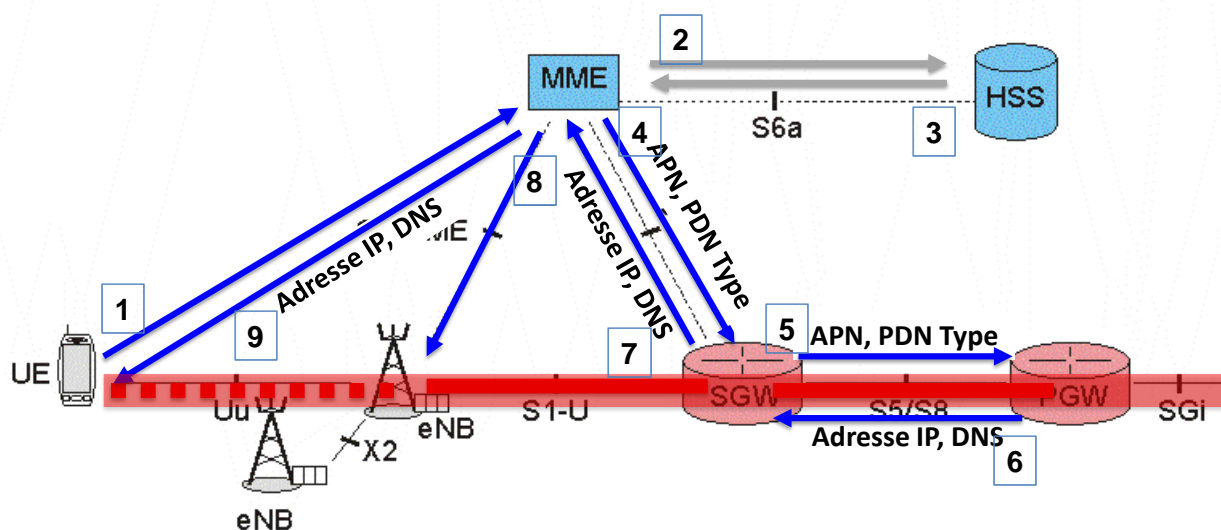 2
MME
HSS
S6a
4
3
8
APN, PDN Type
Adresse IP, DNS
ME
Adresse IP, DNS
1
9
5
APN, PDN Type
7
UE
Uu
S1-U
SGW
S5/S8
PGW
SGi
eNB
X2
Adresse IP, DNS
6
eNB